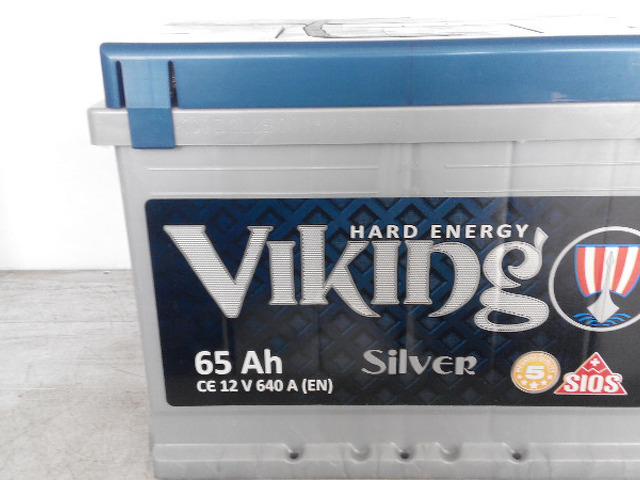 HARD ENERGY
Viking
65 Ah
CE 12 V 640 A (EN)
Silver
5
SIOS